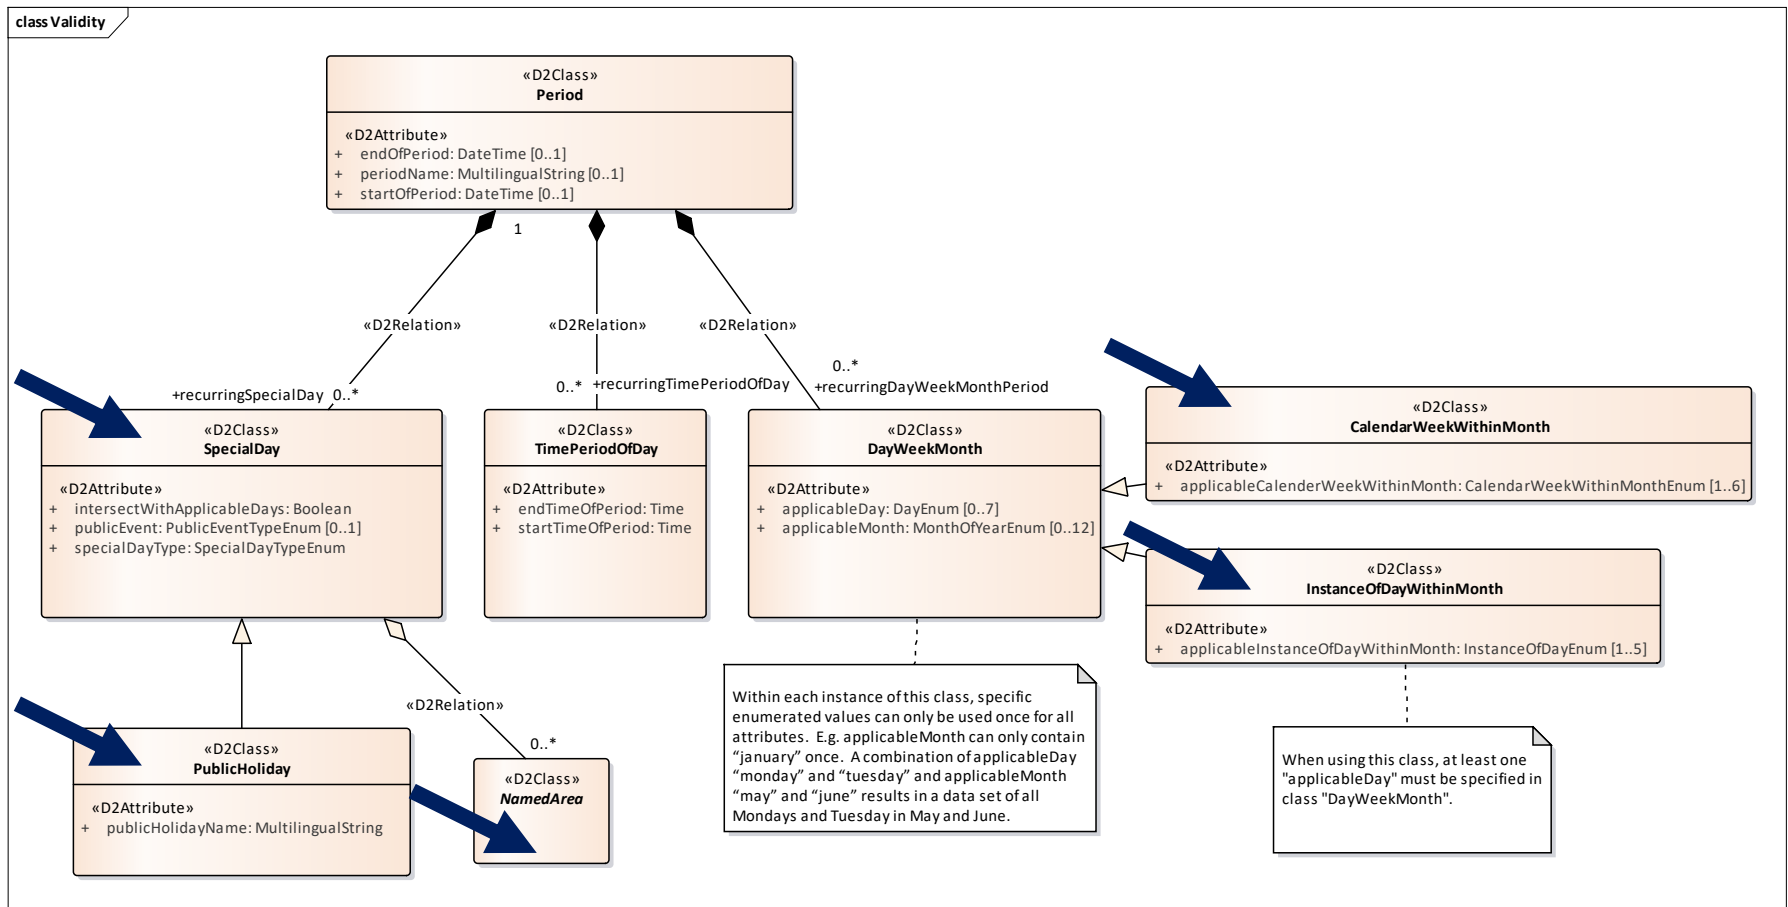 class Validity
«D2Class»
Period
«D2Attribute»
+ endOfPeriod: DateTime [0..1]
+ periodName: MultilingualString [0..1]
+ startOfPeriod: DateTime [0..1]
1
«D2Relation»
«D2Relation»
«D2Relation»
+recurringSpecialDay 0..*
0..* +recurringTimePeriodOfDay
0..*
+recurringDayWeekMonthPeriod
«D2Class»
SpecialDay
«D2Attribute»
+ intersectWithApplicableDays: Boolean
+ publicEvent: PublicEventTypeEnum [0..1]
+ specialDayType: SpecialDayTypeEnum
«D2Class»
TimePeriodOfDay
«D2Attribute»
+ endTimeOfPeriod: Time
+ startTimeOfPeriod: Time
«D2Class»
DayWeekMonth
«D2Attribute»
+ applicableDay: DayEnum [0..7]
+ applicableMonth: MonthOfYearEnum [0..12]
«D2Class»
CalendarWeekWithinMonth
«D2Attribute»
+ applicableCalenderWeekWithinMonth: CalendarWeekWithinMonthEnum [1..6]
«D2Class»
InstanceOfDayWithinMonth
«D2Attribute»
+ applicableInstanceOfDayWithinMonth: InstanceOfDayEnum [1..5]
«D2Relation»
0..*
«D2Class»
PublicHoliday
«D2Attribute»
+ publicHolidayName: MultilingualString
«D2Class»
NamedArea
Within each instance of this class, specific
enumerated values can only be used once for all
attributes. E.g. applicableMonth can only contain
“january” once. A combination of applicableDay
“monday” and “tuesday” and applicableMonth
“may” and “june” results in a data set of all
Mondays and Tuesday in May and June.
When using this class, at least one
"applicableDay" must be specified in
class "DayWeekMonth".